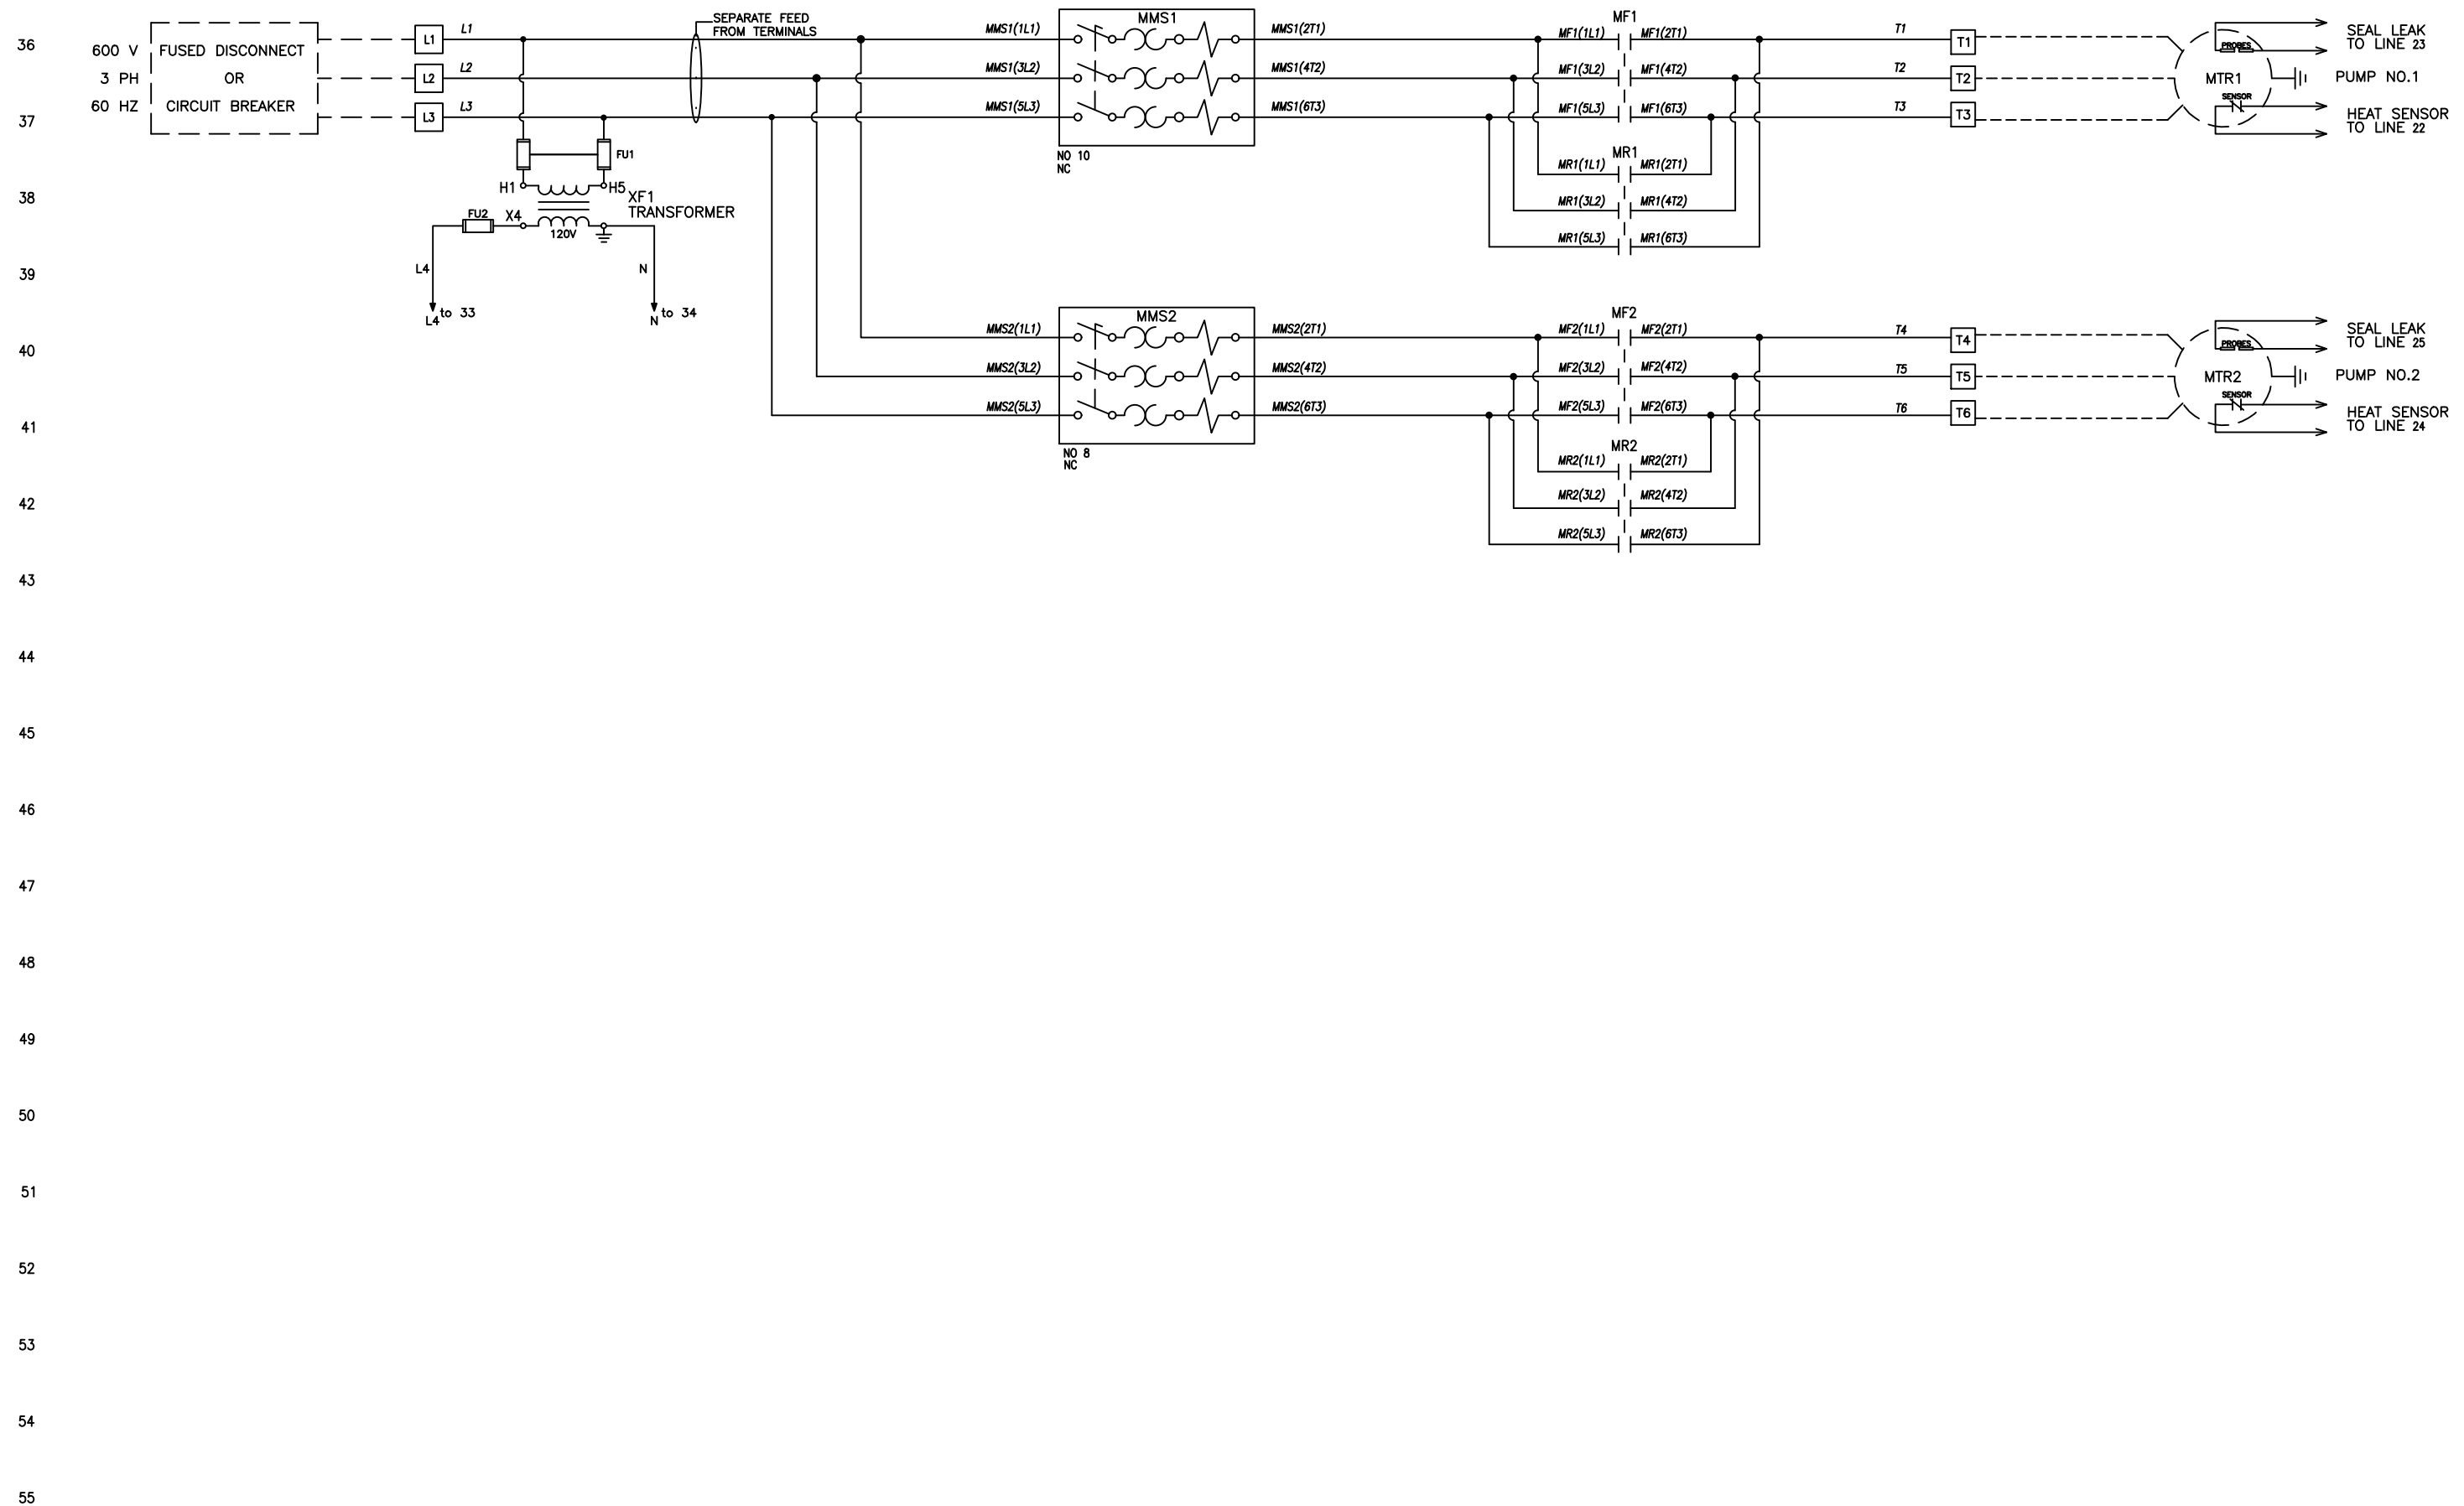 36
600 V
3 PH
60 HZ
FUSED DISCONNECT
OR
CIRCUIT BREAKER
L1
L1
L2
L2
L3
L3
SEPARATE FEED
FROM TERMINALS
MMS1(1L1)
MMS1(3L2)
MMS1(5L3)
MMS1
NO 10
NC
MMS1(2T1)
MMS1(4T2)
MMS1(6T3)
MF1
MF1(1L1)
MF1(2T1)
MF1(3L2)
MF1(4T2)
MF1(5L3)
MF1(6T3)
MR1
MR1(1L1)
MR1(2T1)
MR1(3L2)
MR1(4T2)
MR1(5L3)
MR1(6T3)
T1
T1
T2
T2
T3
T3
PROBES
MTR1
SENSOR
SEAL LEAK
TO LINE 23
PUMP NO.1
HEAT SENSOR
TO LINE 22
37
FU1
H1
H5
XF1
TRANSFORMER
38
FU2
X4
120V
39
L4
N
L4 to 33
N to 34
MMS2(1L1)
MMS2(3L2)
MMS2(5L3)
MMS2
NO 8
NC
MMS2(2T1)
MMS2(4T2)
MMS2(6T3)
MF2
MF2(1L1)
MF2(2T1)
MF2(3L2)
MF2(4T2)
MF2(5L3)
MF2(6T3)
MR2
MR2(1L1)
MR2(2T1)
MR2(3L2)
MR2(4T2)
MR2(5L3)
MR2(6T3)
T4
T4
T5
T5
T6
T6
PROBES
MTR2
SENSOR
SEAL LEAK
TO LINE 25
PUMP NO.2
HEAT SENSOR
TO LINE 24
40
41
42
43
44
45
46
47
48
49
50
51
52
53
54
55